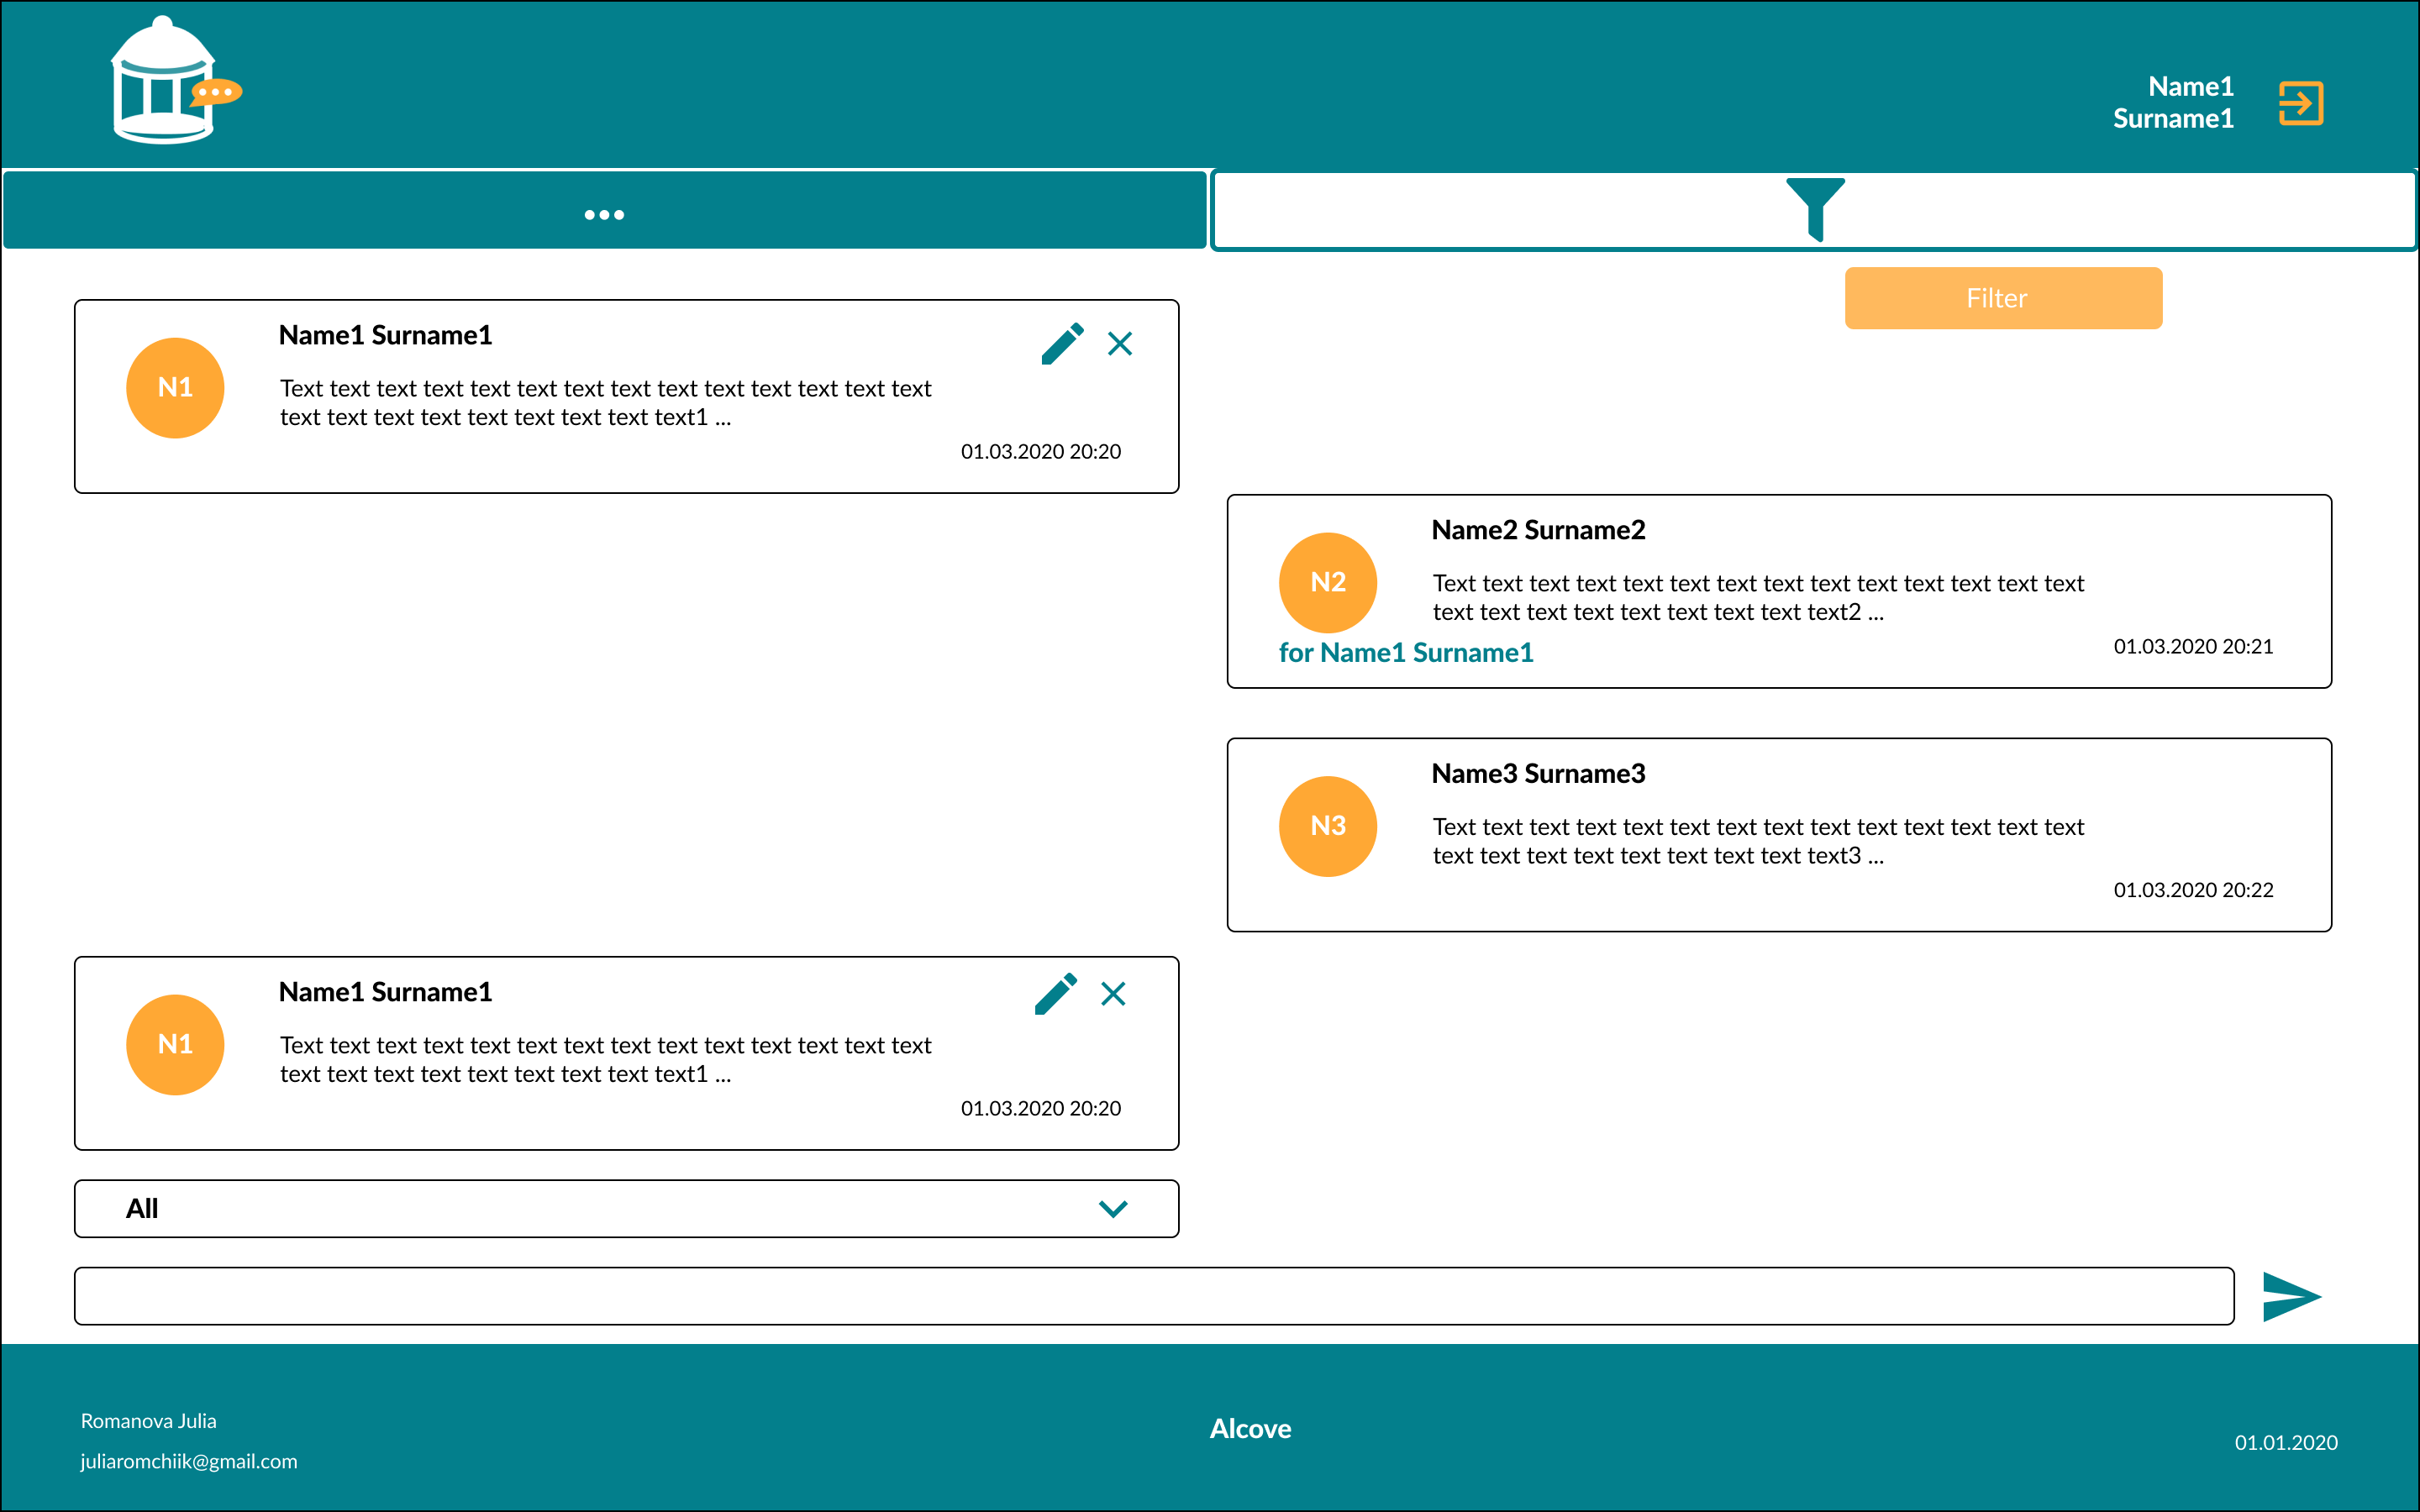 Name1
Surname1
Filter
Name1 Surname1
N1
Text text text text text text text text text text text text text text
text text text text text text text text text1 ...
01.03.2020 20:20
Name2 Surname2
N2
Text text text text text text text text text text text text text text
text text text text text text text text text2 ...
for Name1 Surname1
01.03.2020 20:21
Name3 Surname3
N3
Text text text text text text text text text text text text text text
text text text text text text text text text3 ...
01.03.2020 20:22
Name1 Surname1
N1
Text text text text text text text text text text text text text text
text text text text text text text text text1 ...
01.03.2020 20:20
All
Romanova Julia
juliaromchiik@gmail.com
Alcove
01.01.2020